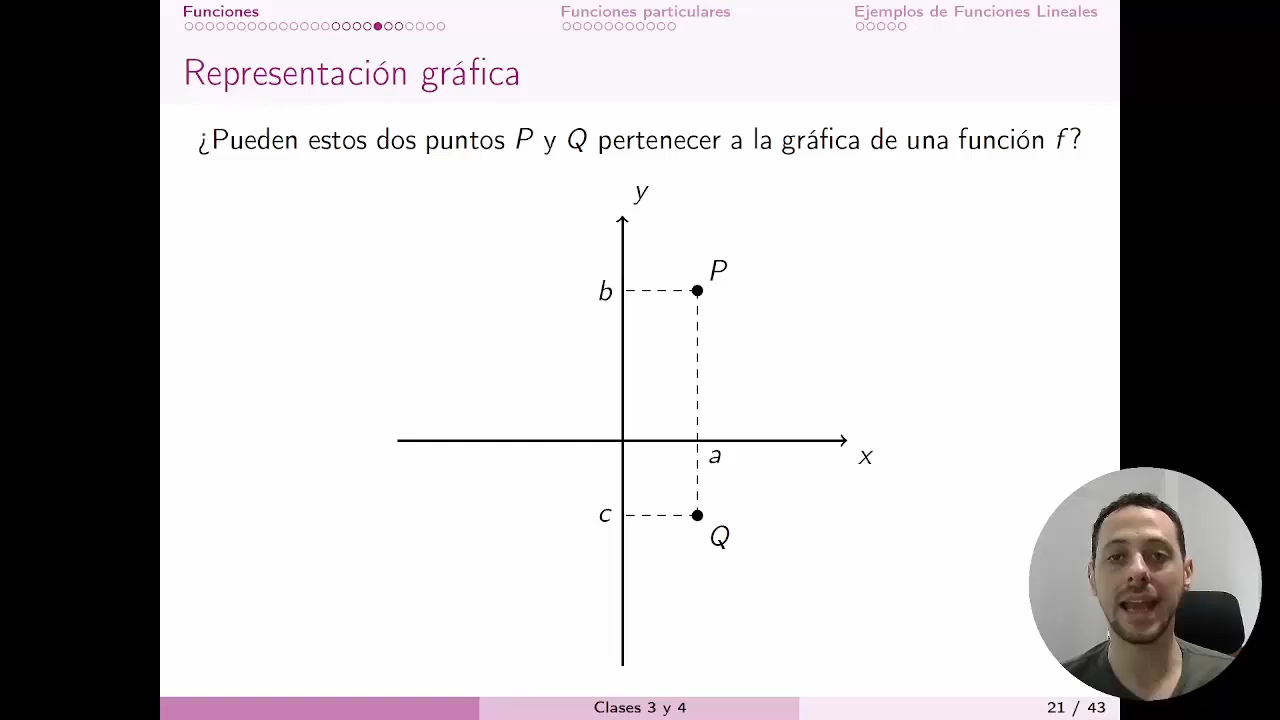 Funciones
Funciones particulares
Ejemplos de Funciones Lineales
Representación gráfica
¿Pueden estos dos puntos P y Q pertenecer a la gráfica de una función f?
y
P
b
a
x
c
Q
Clases 3 y 4
21 / 43